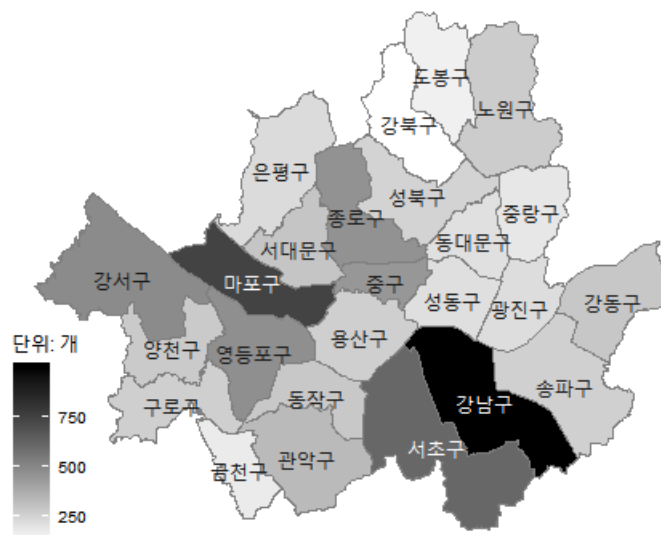 도봉구
노원구
강북구
은평구
성북구
중랑구
종로구
동대문구
서대문구
강서구
마포구
중구
성동구
광진구
강동구
단위: 개
양천구
영등포구
용산구
송파구
구로구
동작구
강남구
750
금천구
관악구
서초구
500
250